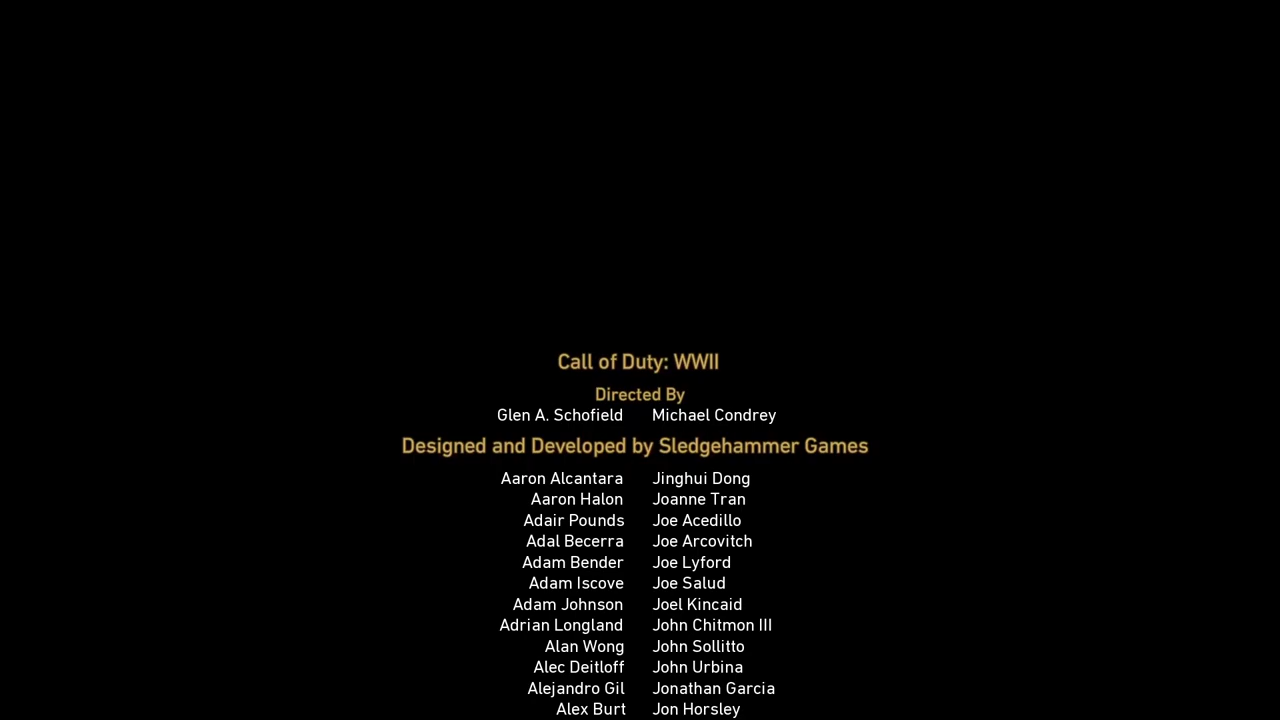 Call of Duty: WWII
Directed By
Glen A. Schofield Michael Condrey
Designed and Developed by Sledgehammer Games
Aaron Alcantara Jinghui Dong
Aaron Halon Joanne Tran
Adair Pounds Joe Acedillo
Adal Becerra Joe Arcovitch
Adam Bender Joe Lyford
Adam Iscove Joe Salud
Adam Johnson Joel Kincaid
Adrian Longland John Chitmon III
Alan Wong John Sollitto
Alec Deitloff John Urbina
Alejandro Gil Jonathan Garcia
Alex Burt Jon Horsley